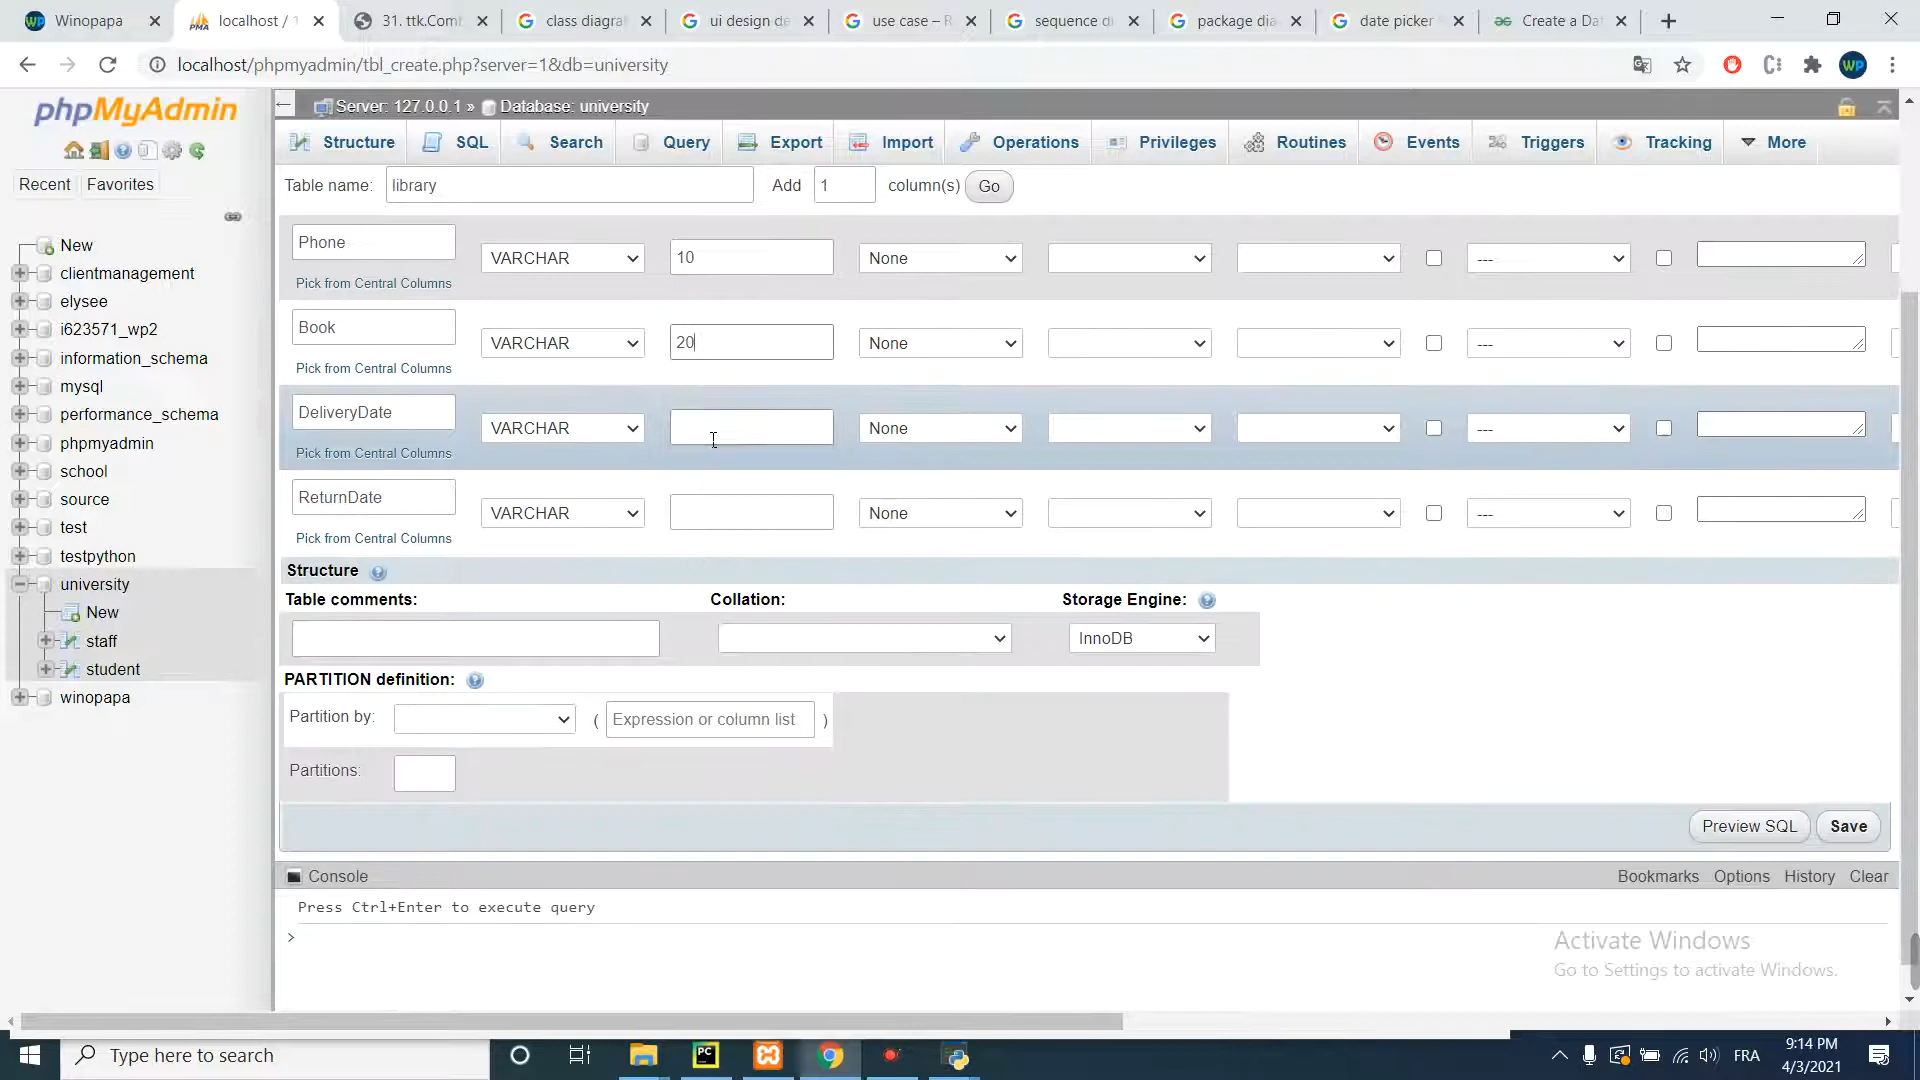 Winopapa
localhost / 1
31. ttk.Com
class diagra
ui design de
use case – R
sequence d
package dia
date picker
Create a Dat
localhost/phpmyadmin/tbl_create.php?server=1&db=university
WP
phpMyAdmin
Server: 127.0.0.1 » Database: university
Structure SQL Search Query Export Import Operations Privileges Routines Events Triggers Tracking More
Recent Favorites
Table name: library Add 1 column(s) Go
New
clientmanagement
elysee
i623571_wp2
information_schema
mysql
performance_schema
phpmyadmin
school
source
test
testpython
university
New
staff
student
winopapa
Phone VARCHAR 10 None ---
Pick from Central Columns
Book VARCHAR 20 None ---
Pick from Central Columns
DeliveryDate VARCHAR None ---
Pick from Central Columns
ReturnDate VARCHAR None ---
Pick from Central Columns
Structure
Table comments: Collation: Storage Engine:
InnoDB
PARTITION definition:
Partition by: ( Expression or column list )
Partitions:
Preview SQL Save
Console Bookmarks Options History Clear
Press Ctrl+Enter to execute query
>
Activate Windows
Go to Settings to activate Windows.
Type here to search
FRA
9:14 PM
4/3/2021